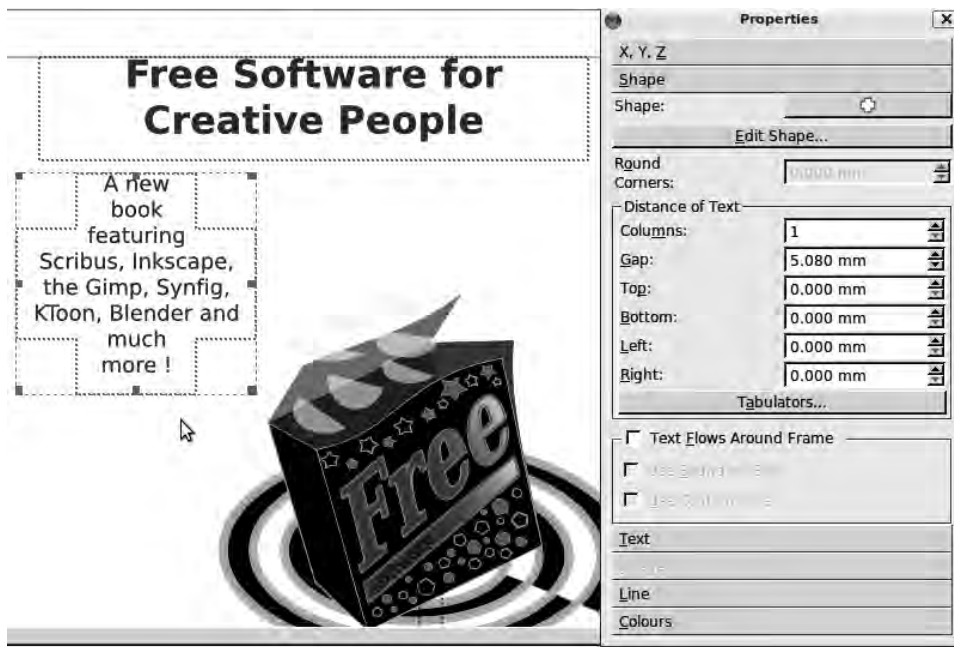 Free Software for
Creative People
A new
book
featuring
Scribus, Inkscape,
the Gimp, Synfig,
KToon, Blender and
much
more !
Free
Properties
X, Y, Z
Shape
Shape:
Edit Shape...
Round
Corners:
0.000 mm
Distance of Text
Columns:
1
Gap:
5.080 mm
Top:
0.000 mm
Bottom:
0.000 mm
Left:
0.000 mm
Right:
0.000 mm
Tabulators...
Text Flows Around Frame
Text
Line
Colours